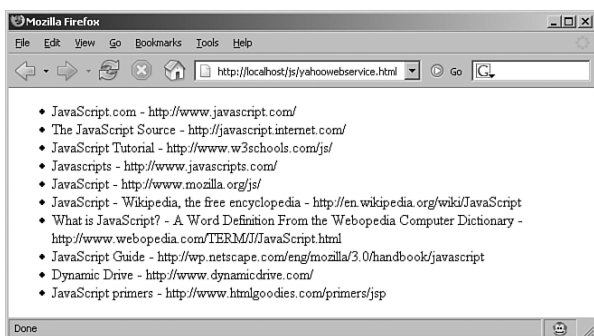 Mozilla Firefox
File Edit View Go Bookmarks Tools Help
http://localhost/js/yahoowebservice.html Go G
JavaScript.com - http://www.javascript.com/
The JavaScript Source - http://javascript.internet.com/
JavaScript Tutorial - http://www.w3schools.com/js/
Javascripts - http://www.javascripts.com/
JavaScript - http://www.mozilla.org/js/
JavaScript - Wikipedia, the free encyclopedia - http://en.wikipedia.org/wiki/JavaScript
What is JavaScript? - A Word Definition From the Webopedia Computer Dictionary -
http://www.webopedia.com/TERM/J/JavaScript.html
JavaScript Guide - http://wp.netscape.com/eng/mozilla/3.0/handbook/javascript
Dynamic Drive - http://www.dynamicdrive.com/
JavaScript primers - http://www.htmlgoodies.com/primers/jsp
Done